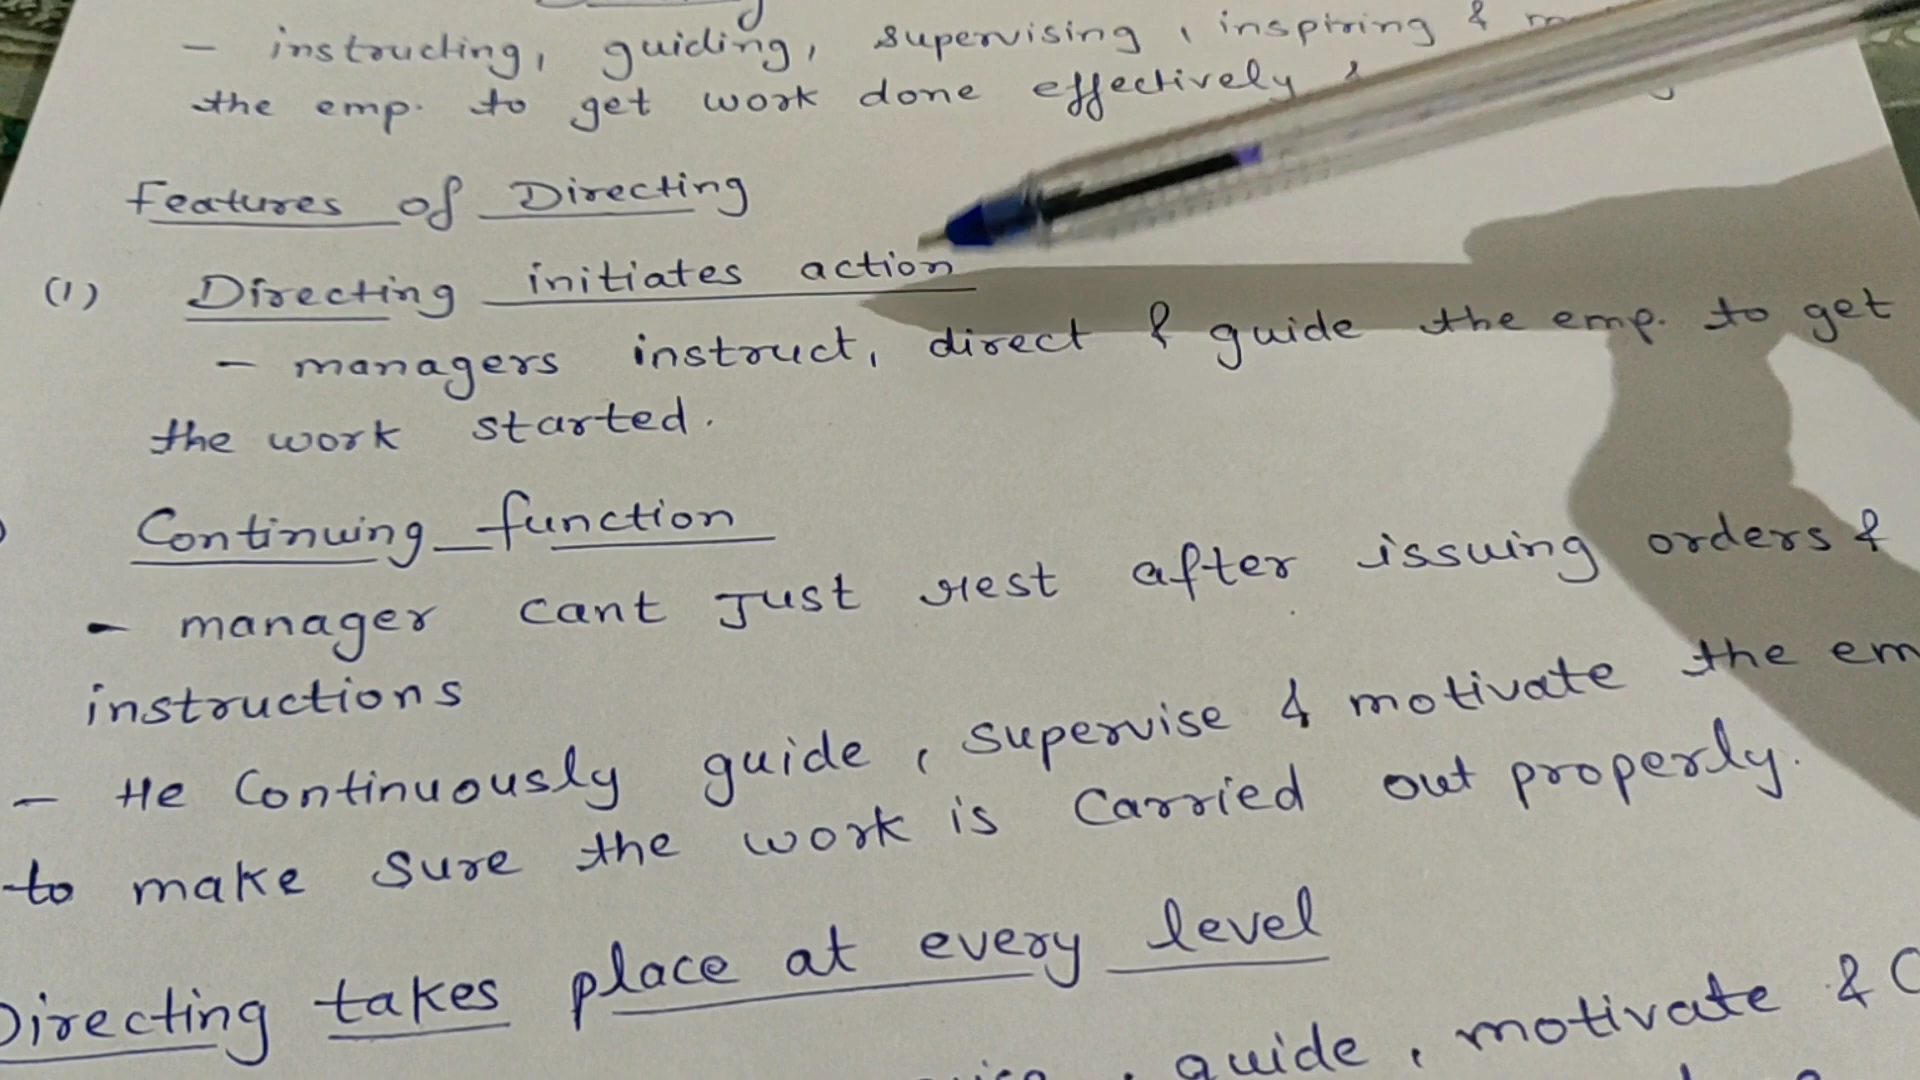 - instructing, guiding, supervising, inspiring &
the emp. to get work done effectively &
Features of Directing
(1) Directing initiates action
- managers instruct, direct & guide the emp. to get
the work started.
Continuing function
- manager cant Just rest after issuing orders &
instructions
- He Continuously guide, supervise & motivate the em
to make sure the work is Carried out properly.
Directing takes place at every level
, guide, motivate &